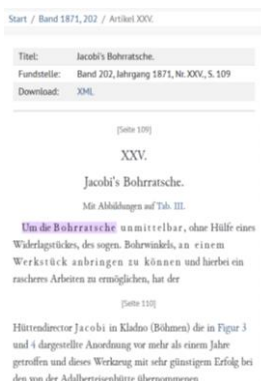 Start / Band 1871, 202 / Artikel XXV.
Titel: Jacobi's Bohrratsche.
Fundstelle: Band 202, Jahrgang 1871, Nr. XXV., S. 109
Download: XML
[Seite 109]
XXV.
Jacobi's Bohrratsche.
Mit Abbildungen auf Tab. III.
Um die Bohrratsche unmittelbar, ohne Hülfe eines
Widerlagstückes, des sogen. Bohrwinkels, an einem
Werkstück anbringen zu können und hierbei ein
rascheres Arbeiten zu ermöglichen, hat der
[Seite 110]
Hüttendirector Jacobi in Kladno (Böhmen) die in Figur 3
und 4 dargestellte Anordnung vor mehr als einem Jahre
getroffen und dieses Werkzeug mit sehr günstigem Erfolg bei
den von der Adalberteisenhütte übernommenen